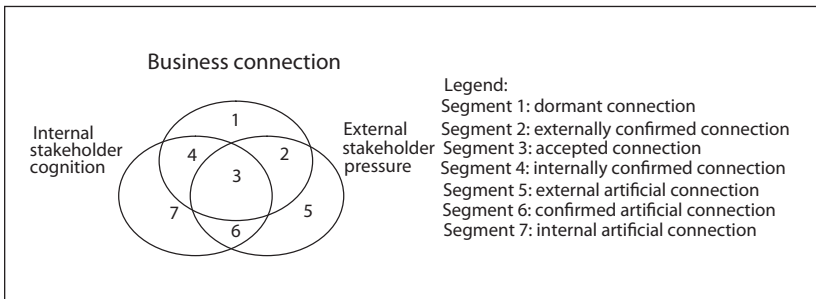 Business connection
Internal
stakeholder
cognition
External
stakeholder
pressure
1
4
2
3
7
5
6
Legend:
Segment 1: dormant connection
Segment 2: externally confirmed connection
Segment 3: accepted connection
Segment 4: internally confirmed connection
Segment 5: external artificial connection
Segment 6: confirmed artificial connection
Segment 7: internal artificial connection